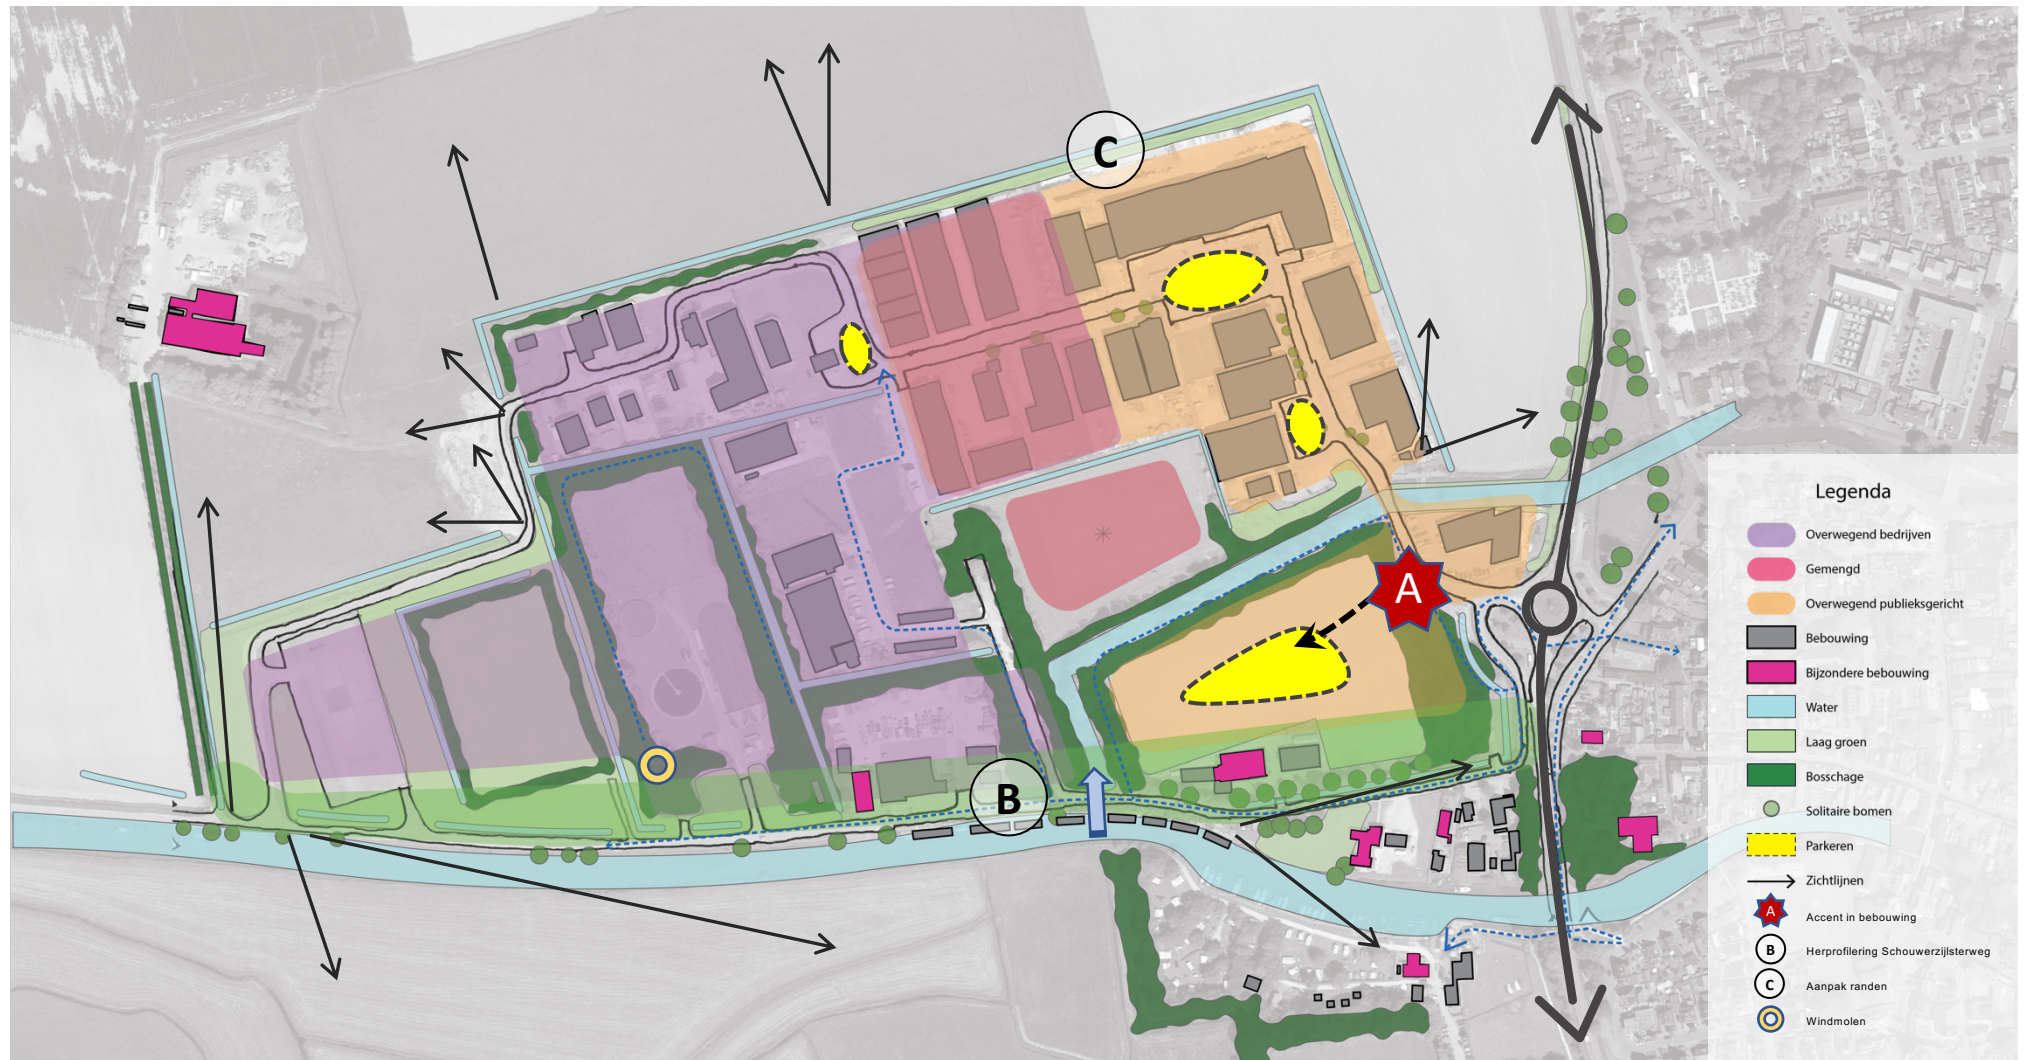 C
A
B
Legenda
Overwegend bedrijven
Gemengd
Overwegend publieksgericht
Bebouwing
Bijzondere bebouwing
Water
Laag groen
Bosschage
Solitaire bomen
Parkeren
Zichtlijnen
A Accent in bebouwing
B Herprofilering Schouwerzijlsterweg
C Aanpak randen
Windmolen